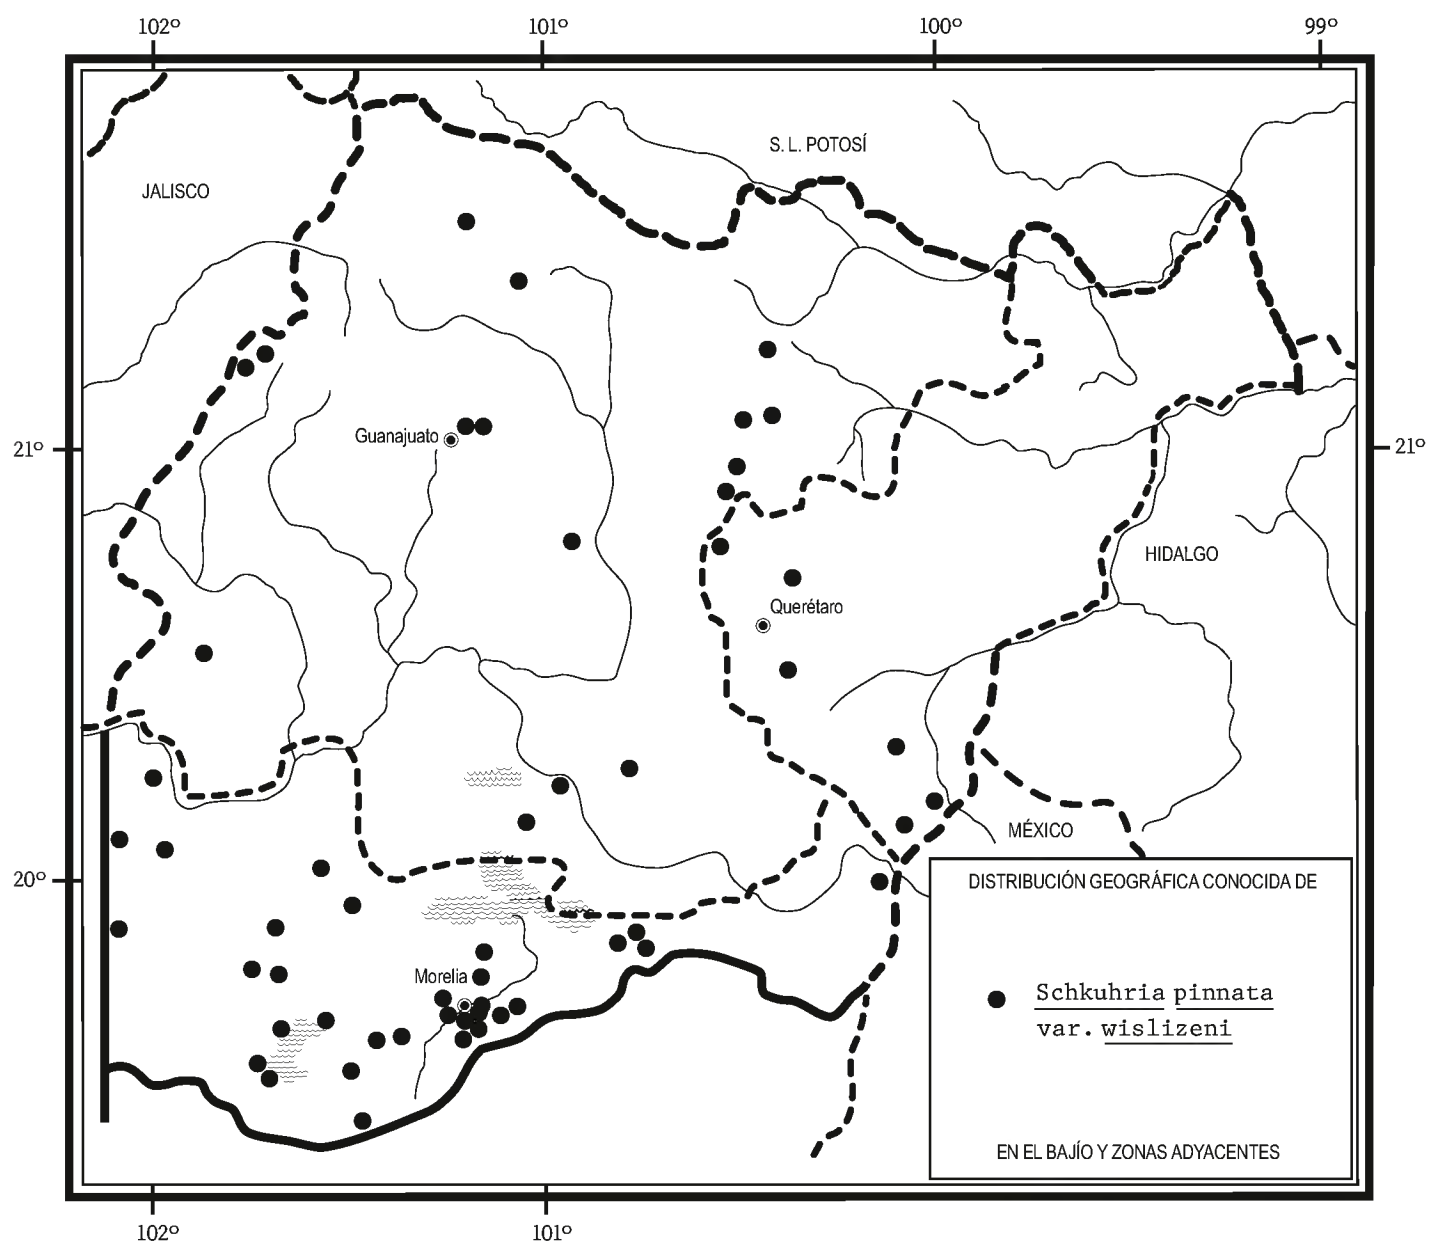 102º 101º 100º 99º
S. L. POTOSÍ
JALISCO
Guanajuato
21º 21º
HIDALGO
Querétaro
MÉXICO
20º
DISTRIBUCIÓN GEOGRÁFICA CONOCIDA DE
Morelia
Schkuhria pinnata
var. wislizeni
EN EL BAJÍO Y ZONAS ADYACENTES
102º 101º